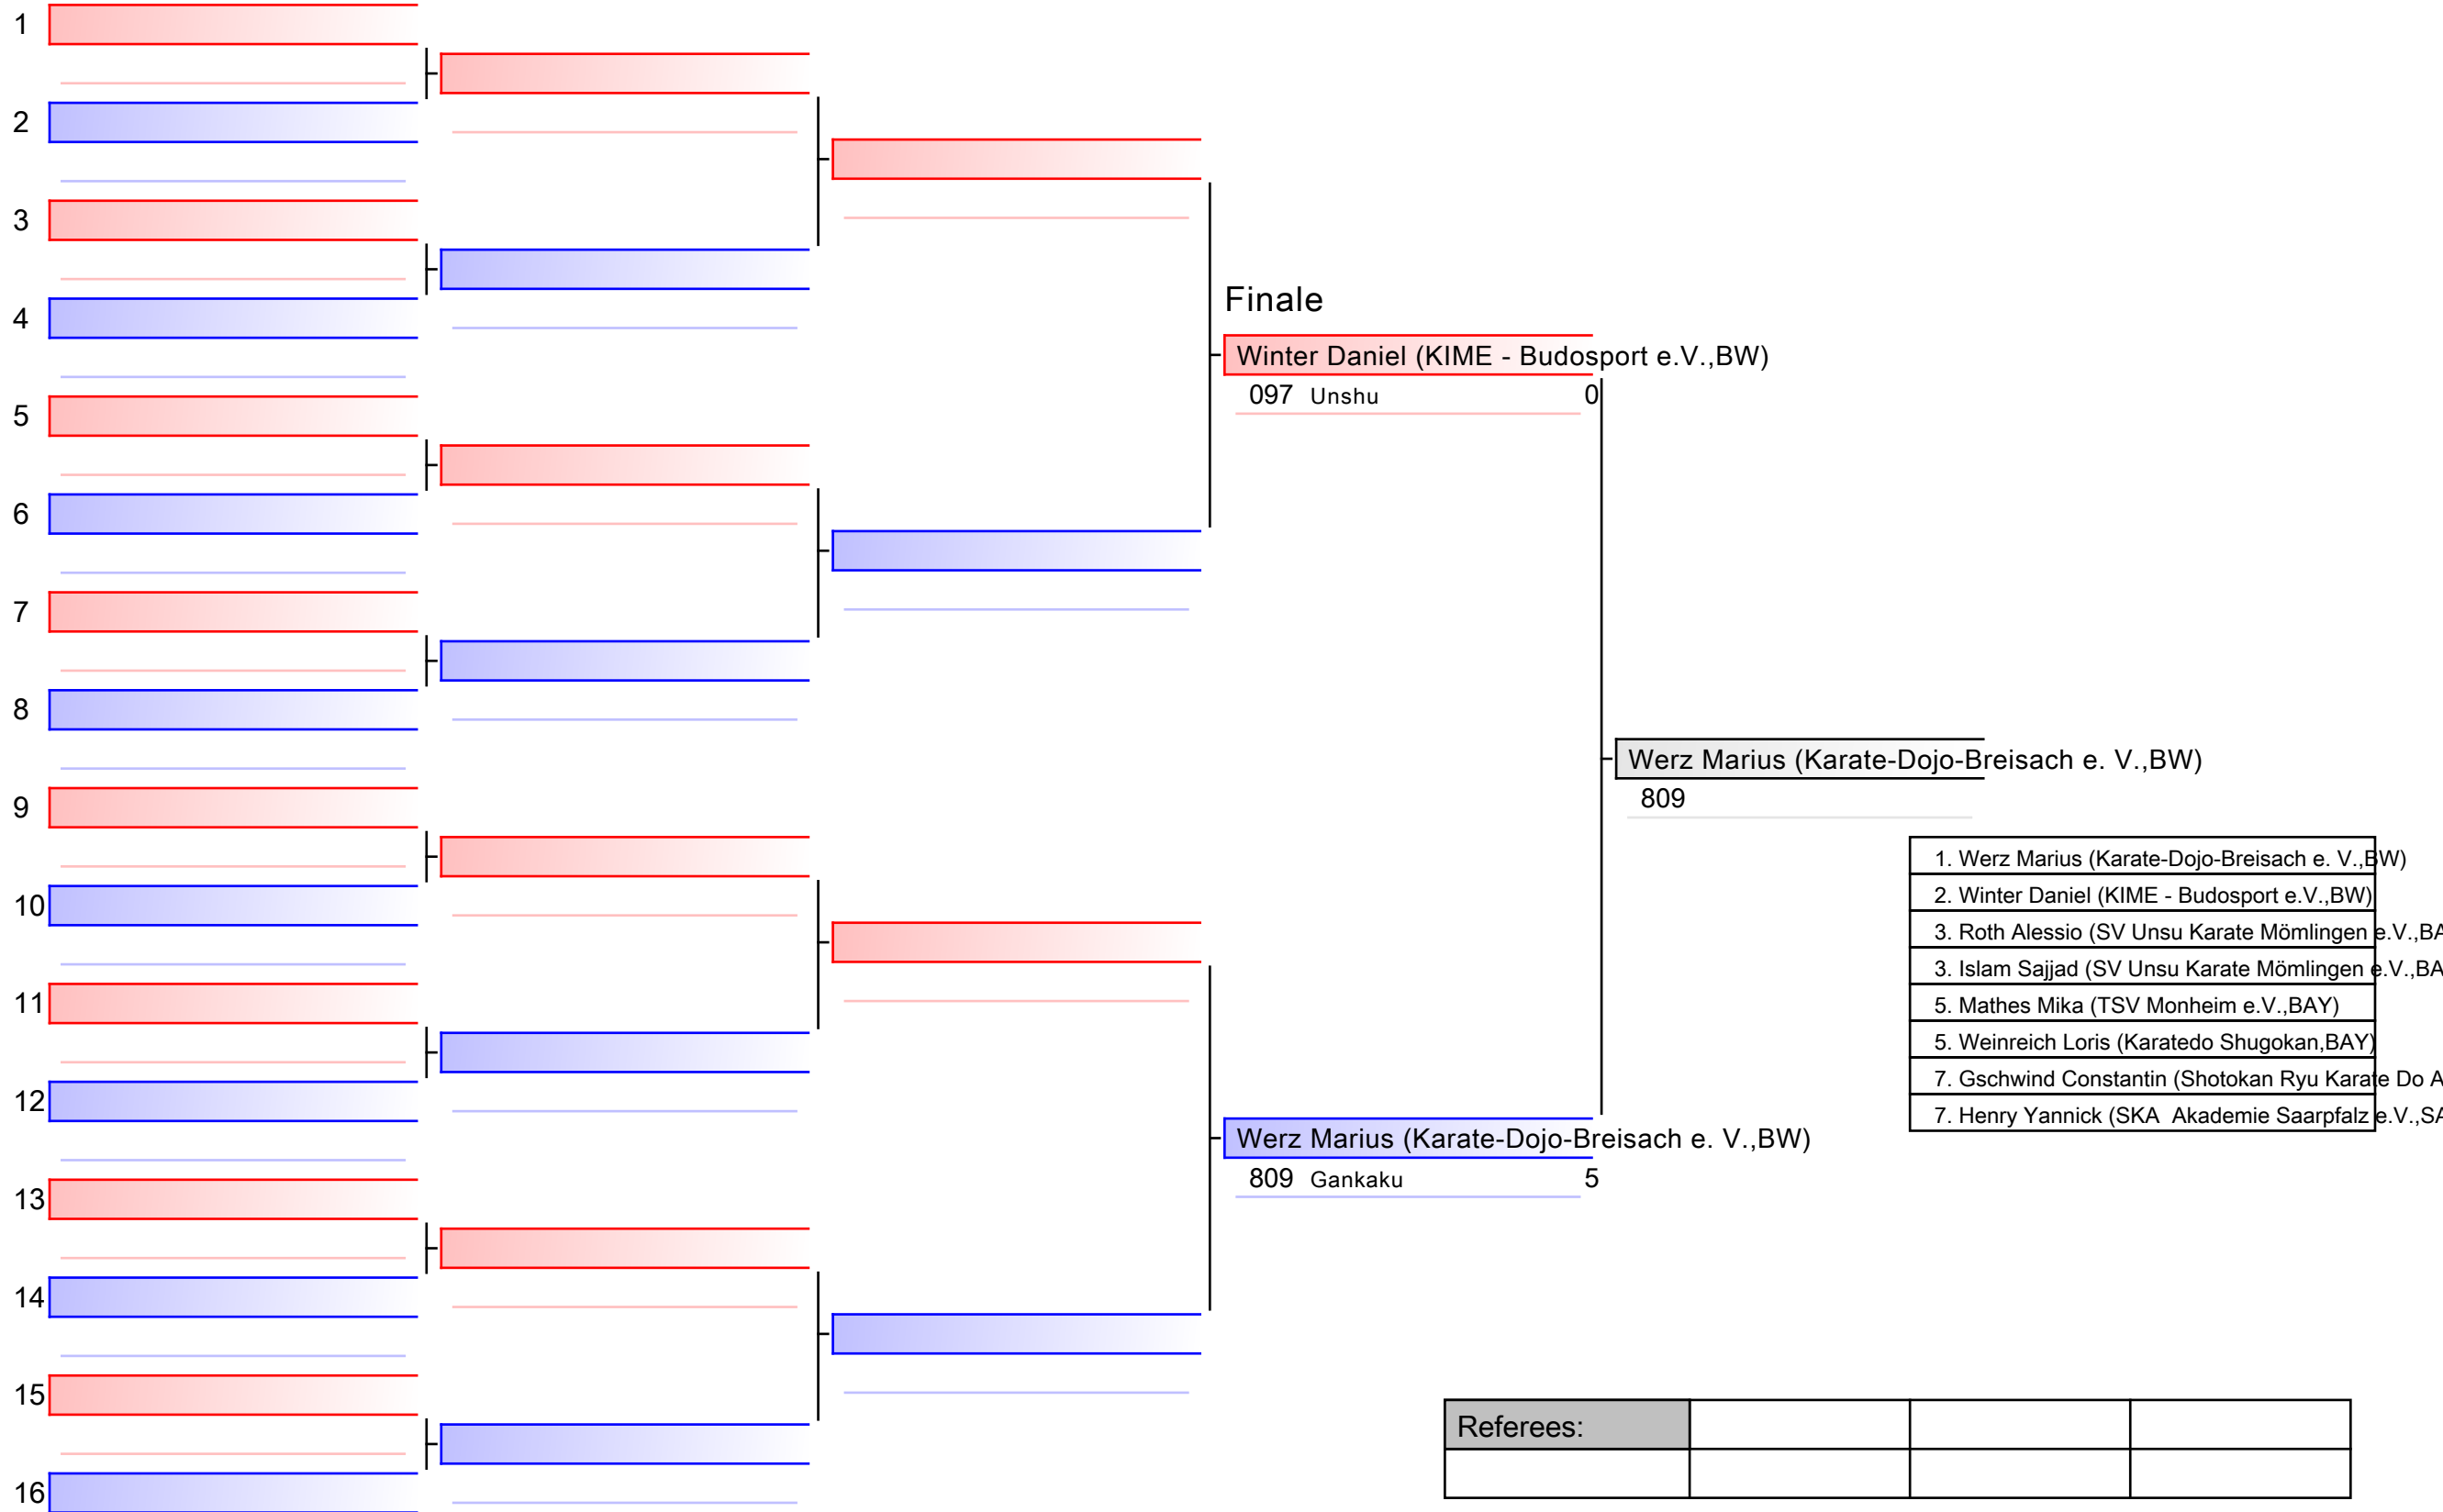 1
2
3
4
Finale
Winter Daniel (KIME - Budosport e.V.,BW)
097 Unshu 0
5
6
7
8
Werz Marius (Karate-Dojo-Breisach e. V.,BW)
809
9
1. Werz Marius (Karate-Dojo-Breisach e. V.,BW)
2. Winter Daniel (KIME - Budosport e.V.,BW)
3. Roth Alessio (SV Unsu Karate Mömlingen e.V.,BA
3. Islam Sajjad (SV Unsu Karate Mömlingen e.V.,BA
5. Mathes Mika (TSV Monheim e.V.,BAY)
5. Weinreich Loris (Karatedo Shugokan,BAY)
7. Gschwind Constantin (Shotokan Ryu Karate Do A
7. Henry Yannick (SKA Akademie Saarpfalz e.V.,SA
10
11
12
Werz Marius (Karate-Dojo-Breisach e. V.,BW)
809 Gankaku 5
13
14
15
16
Referees: